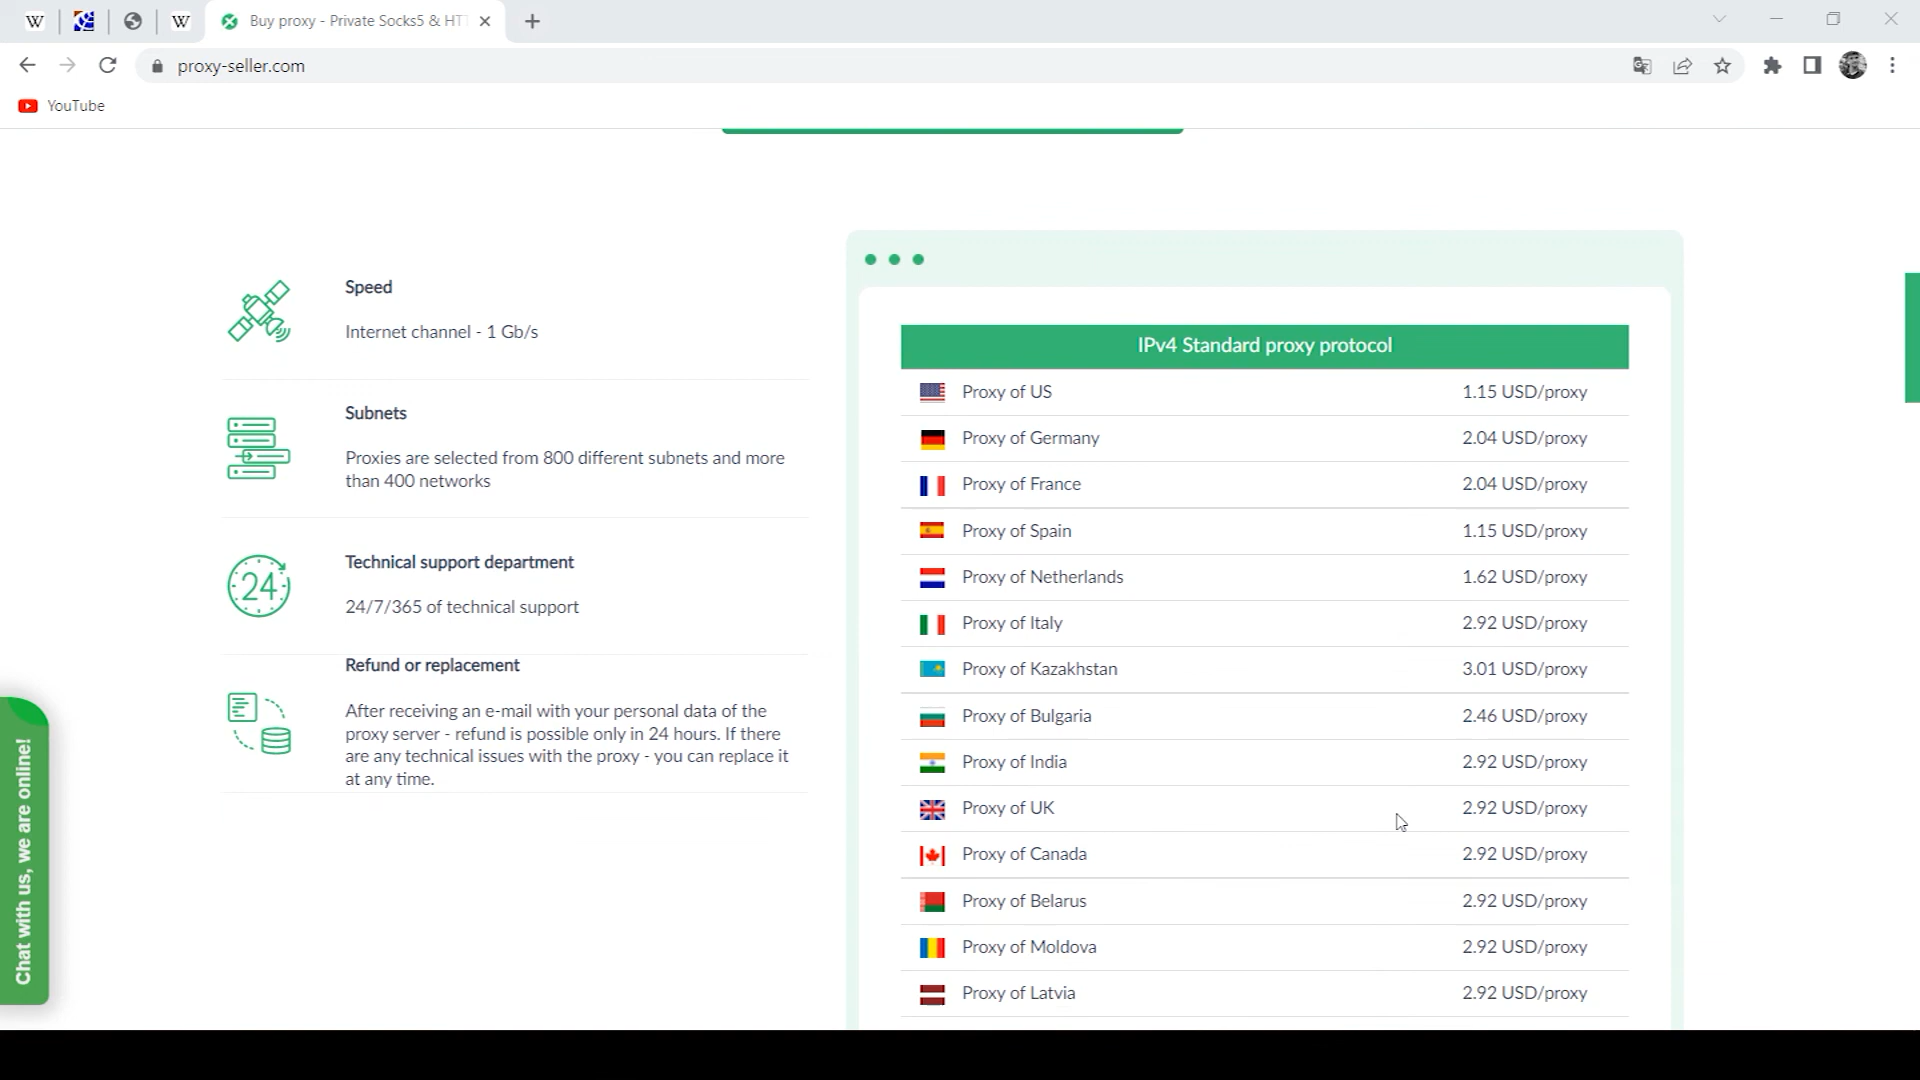 W
W
Buy proxy - Private Socks5 & HT
proxy-seller.com
YouTube
Speed
Internet channel - 1 Gb/s
Subnets
Proxies are selected from 800 different subnets and more
than 400 networks
24
Technical support department
24/7/365 of technical support
Refund or replacement
After receiving an e-mail with your personal data of the
proxy server - refund is possible only in 24 hours. If there
are any technical issues with the proxy - you can replace it
at any time.
Chat with us, we are online!
IPv4 Standard proxy protocol
Proxy of US 1.15 USD/proxy
Proxy of Germany 2.04 USD/proxy
Proxy of France 2.04 USD/proxy
Proxy of Spain 1.15 USD/proxy
Proxy of Netherlands 1.62 USD/proxy
Proxy of Italy 2.92 USD/proxy
Proxy of Kazakhstan 3.01 USD/proxy
Proxy of Bulgaria 2.46 USD/proxy
Proxy of India 2.92 USD/proxy
Proxy of UK 2.92 USD/proxy
Proxy of Canada 2.92 USD/proxy
Proxy of Belarus 2.92 USD/proxy
Proxy of Moldova 2.92 USD/proxy
Proxy of Latvia 2.92 USD/proxy